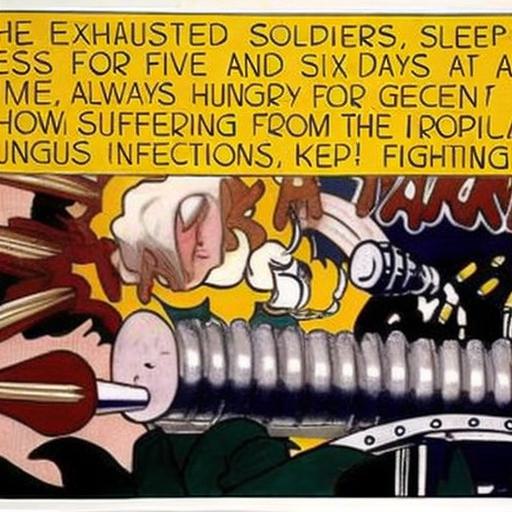 HE EXHAUSTED SOLDIERS, SLEEP
ESS FOR FIVE AND SIX DAYS AT A
ME, ALWAYS HUNGRY FOR GECENT
HOW, SUFFERING FROM THE IROPILA
UNGUS INFECTIONS, KEP! FIGHTING